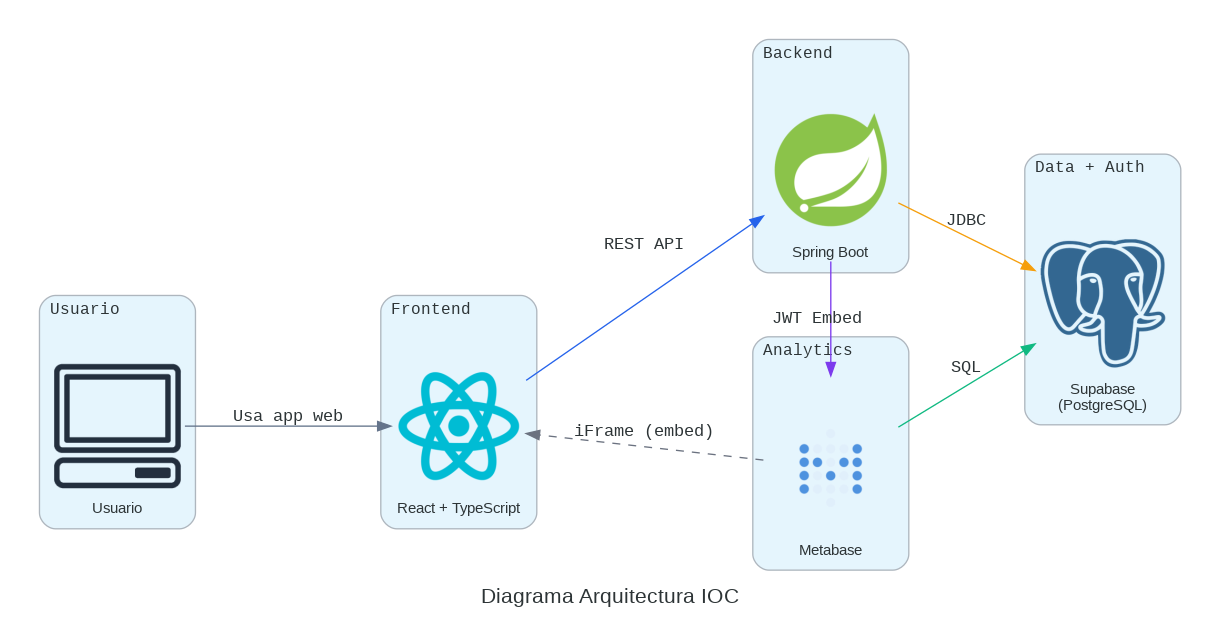 Backend
Spring Boot
REST API
JDBC
Data + Auth
Supabase
(PostgreSQL)
JWT Embed
Usuario
Usuario
Usa app web
Frontend
React + TypeScript
iFrame (embed)
Analytics
Metabase
SQL
Diagrama Arquitectura IOC